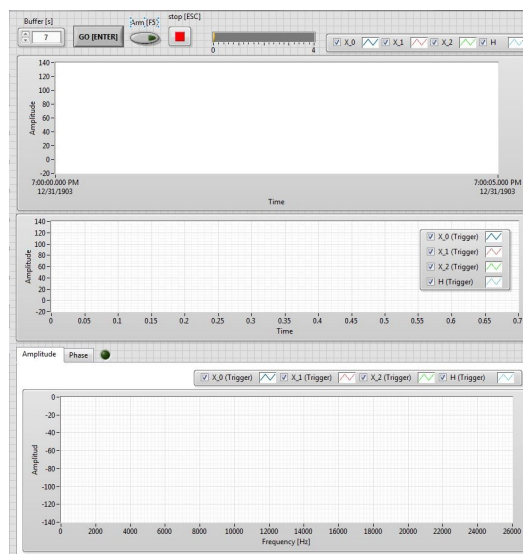 Buffer [s]
7
GO [ENTER]
Arm [F5]
stop [ESC]
0 4
X_0 X_1 X_2 H
140
120
100
80
60
40
20
0
-20
Amplitude
7:00:00.000 PM
12/31/1903
7:00:05.000 PM
12/31/1903
Time
140
120
100
80
60
40
20
0
-20
Amplitude
X_0 (Trigger)
X_1 (Trigger)
X_2 (Trigger)
H (Trigger)
0 0.05 0.1 0.15 0.2 0.25 0.3 0.35 0.4 0.45 0.5 0.55 0.6 0.65 0.7
Time
Amplitude Phase
X_0 (Trigger) X_1 (Trigger) X_2 (Trigger) H (Trigger)
0
-20
-40
-60
-80
-100
-120
-140
Amplitud
0 2000 4000 6000 8000 10000 12000 14000 16000 18000 20000 22000 24000 26000
Frequency [Hz]